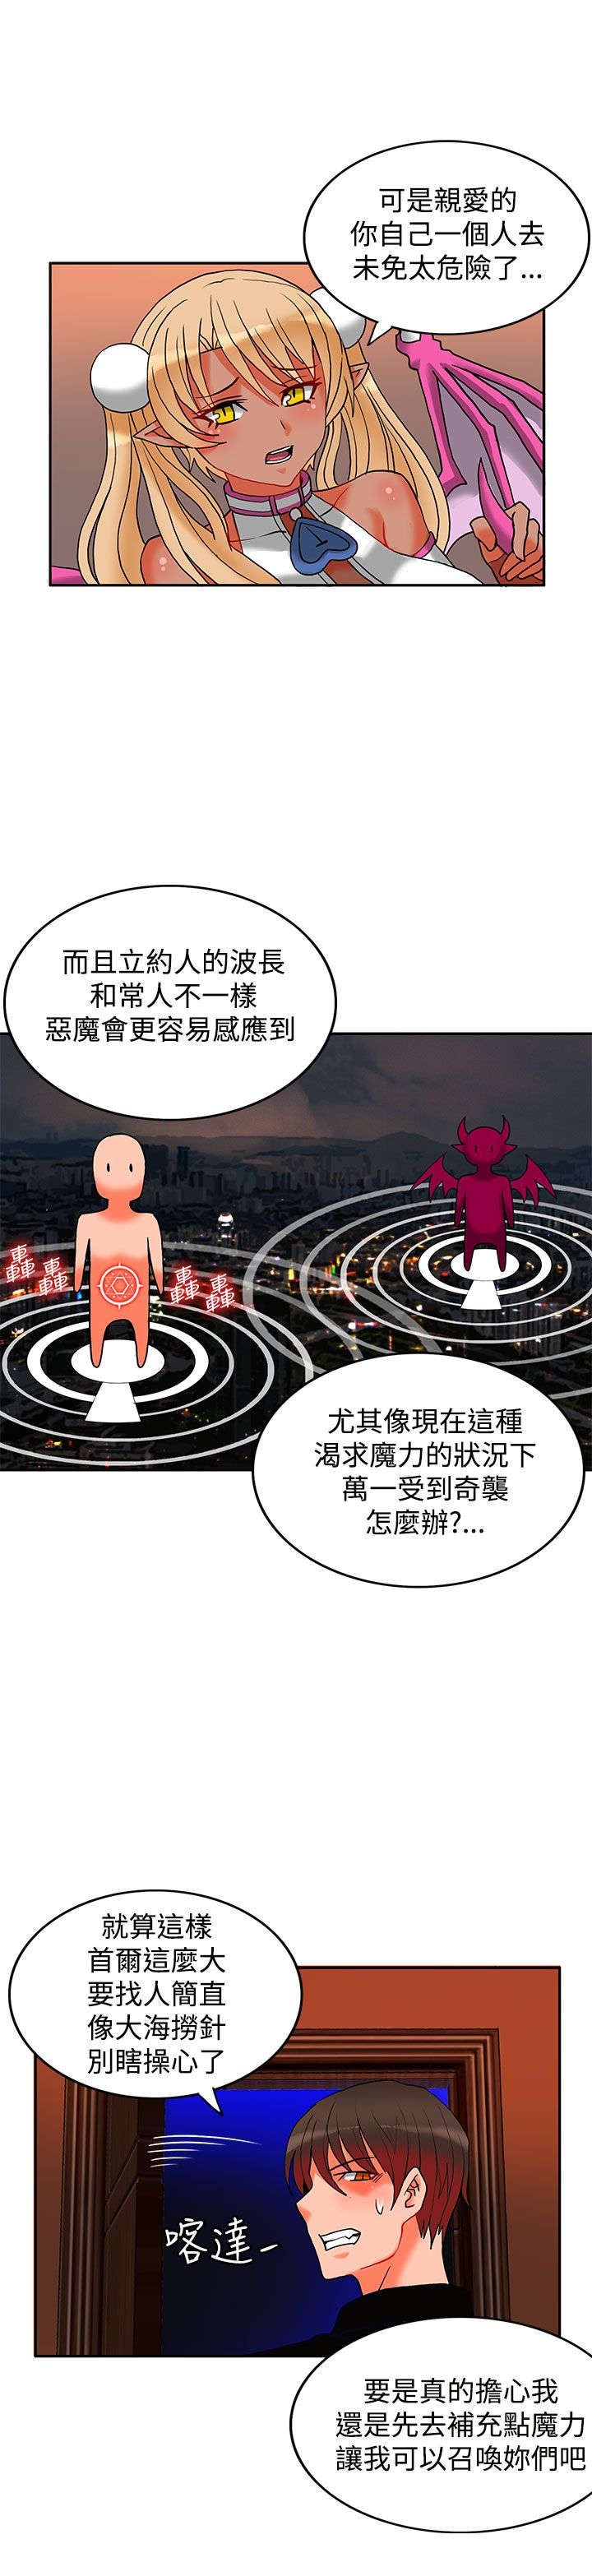 可是親愛的
你自己一個人去
未免太危險了...
而且立約人的波長
和常人不一樣
惡魔會更容易感應到
轟轟
轟轟
尤其像現在這種
渴求魔力的狀況下
萬一受到奇襲
怎麼辦?...
就算這樣
首爾這麼大
要找人簡直
像大海撈針
別瞎操心了
喀達-
要是真的擔心我
還是先去補充點魔力
讓我可以召喚妳們吧